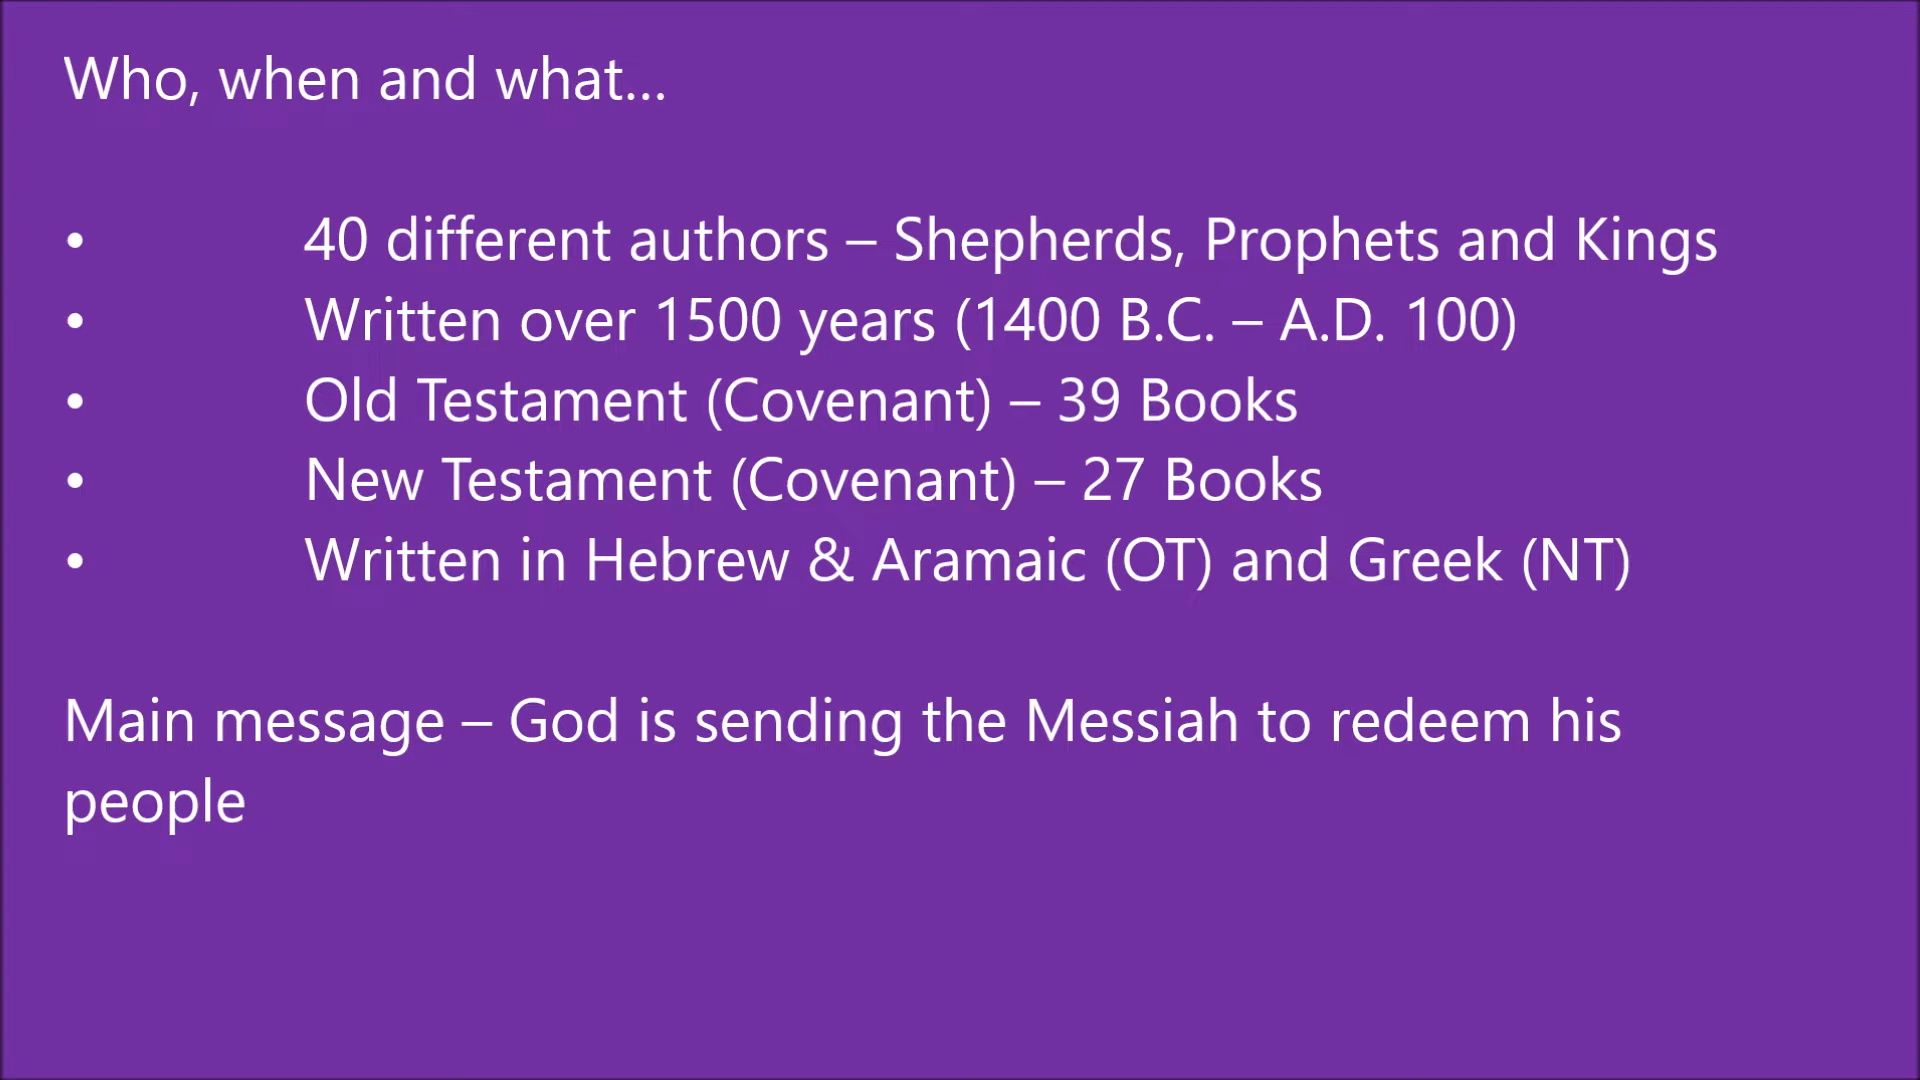 Who, when and what...
• 40 different authors – Shepherds, Prophets and Kings
• Written over 1500 years (1400 B.C. – A.D. 100)
• Old Testament (Covenant) – 39 Books
• New Testament (Covenant) – 27 Books
• Written in Hebrew & Aramaic (OT) and Greek (NT)
Main message – God is sending the Messiah to redeem his
people